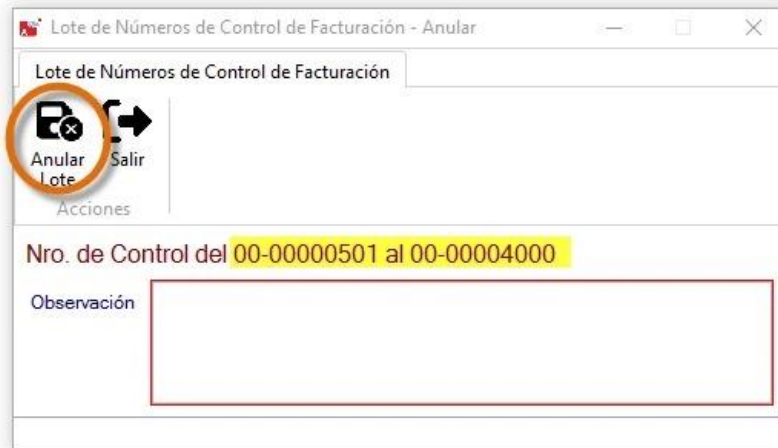 Lote de Números de Control de Facturación - Anular
Lote de Números de Control de Facturación
Anular
Lote
Salir
Acciones
Nro. de Control del 00-00000501 al 00-00004000
Observación